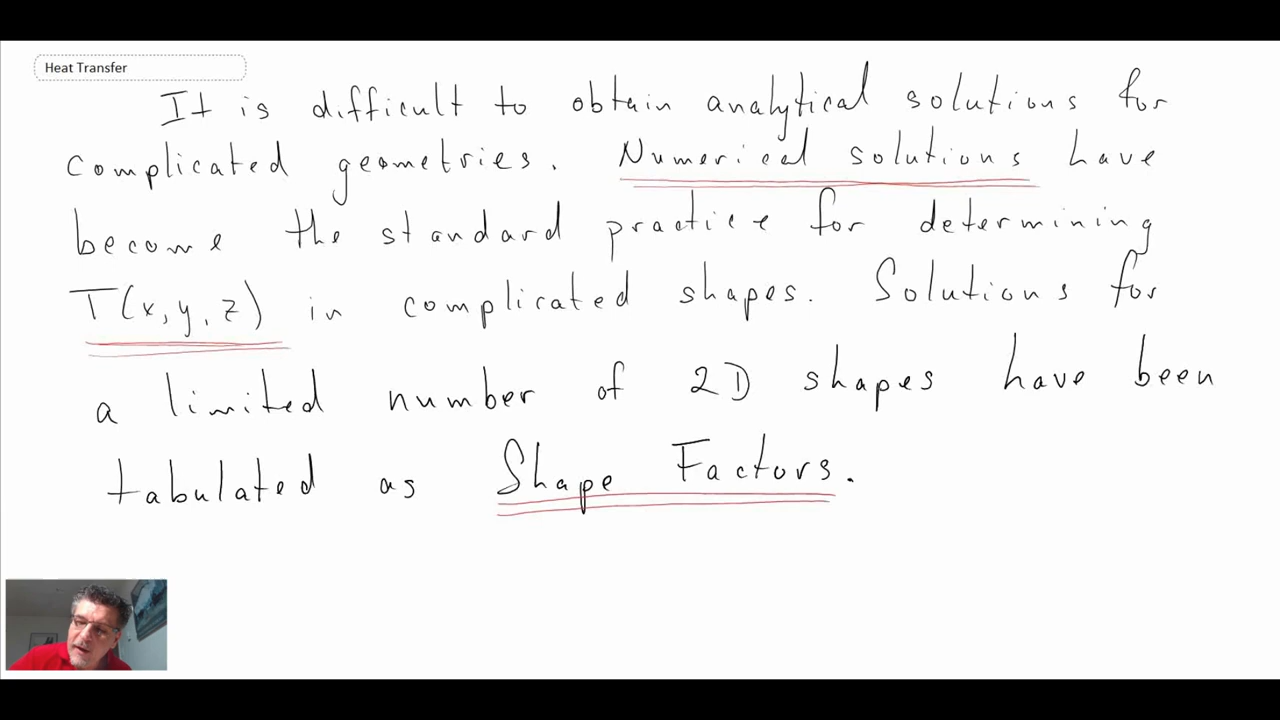 Heat Transfer
It is difficult to obtain analytical solutions for
complicated geometries. Numerical solutions have
become the standard practice for determining
T(x,y,z) in complicated shapes. Solutions for
a limited number of 2D shapes have been
tabulated as Shape Factors.